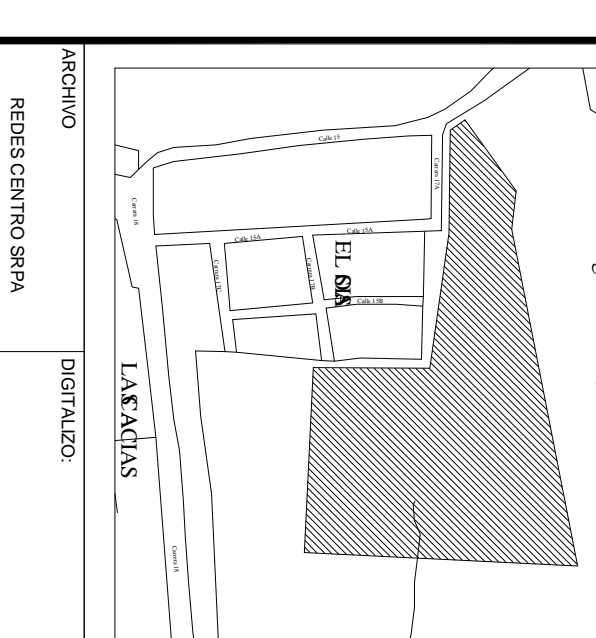 ARCHIVO
REDES CENTRO SRPA
DIGITALIZO:
Calle 15
Carrera 17A
Carrera 18
Calle 15A
Calle 15A
Carrera 17C
Carrera 17B
Calle 15B
EL
LAS ACACIAS
Carrera 18